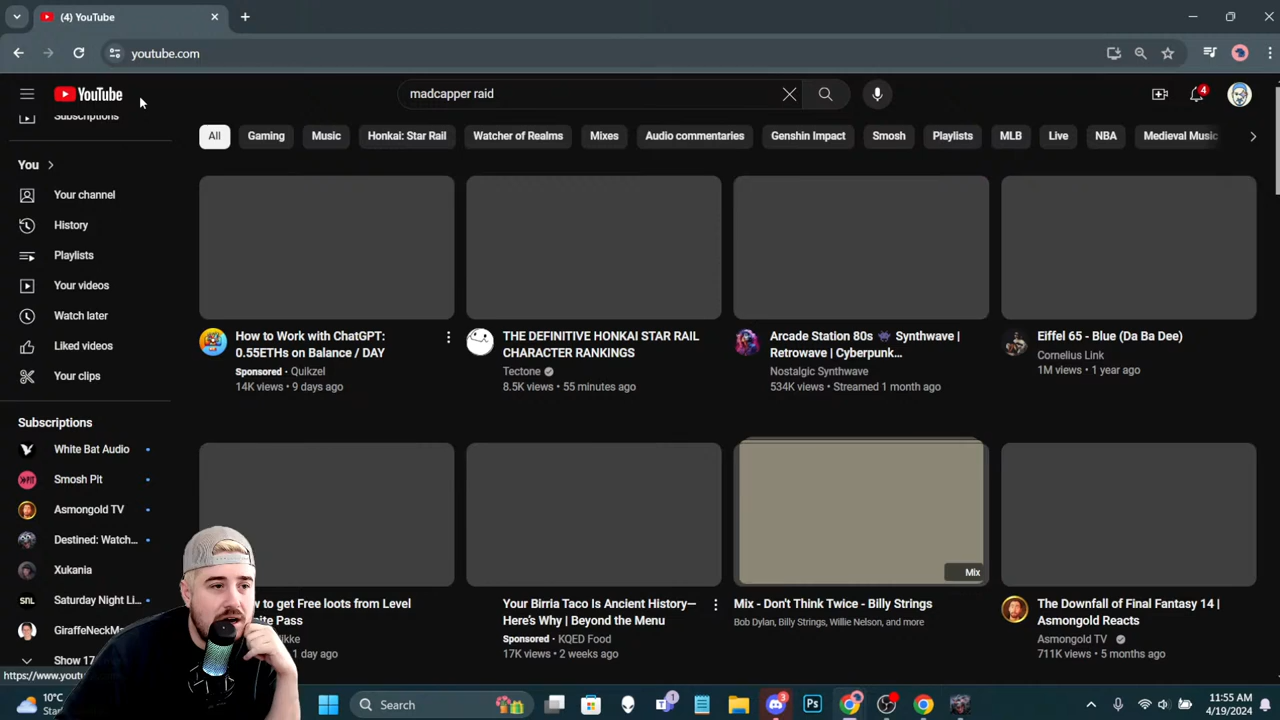 (4) YouTube
youtube.com
YouTube
madcapper raid
4
Subscriptions
All
Gaming
Music
Honkai: Star Rail
Watcher of Realms
Mixes
Audio commentaries
Genshin Impact
Smosh
Playlists
MLB
Live
NBA
Medieval Music
You
Your channel
History
Playlists
Your videos
Watch later
Liked videos
Your clips
How to Work with ChatGPT:
0.55ETHs on Balance / DAY
Sponsored · Quikzel
14K views · 9 days ago
THE DEFINITIVE HONKAI STAR RAIL
CHARACTER RANKINGS
Tectone
8.5K views · 55 minutes ago
Arcade Station 80s 👾 Synthwave |
Retrowave | Cyberpunk...
Nostalgic Synthwave
534K views · Streamed 1 month ago
Eiffel 65 - Blue (Da Ba Dee)
Cornelius Link
1M views · 1 year ago
Subscriptions
White Bat Audio
Smosh Pit
Asmongold TV
Destined: Watch...
Xukania
Saturday Night Li...
Show 17
Mix
to get Free loots from Level
Pass
1 day ago
Your Birria Taco Is Ancient History—
Here's Why | Beyond the Menu
Sponsored · KQED Food
17K views · 2 weeks ago
Mix - Don't Think Twice - Billy Strings
Bob Dylan, Billy Strings, Willie Nelson, and more
The Downfall of Final Fantasy 14 |
Asmongold Reacts
Asmongold TV
711K views · 5 months ago
10°C
Search
1
3
Ps
11:55 AM
4/19/2024